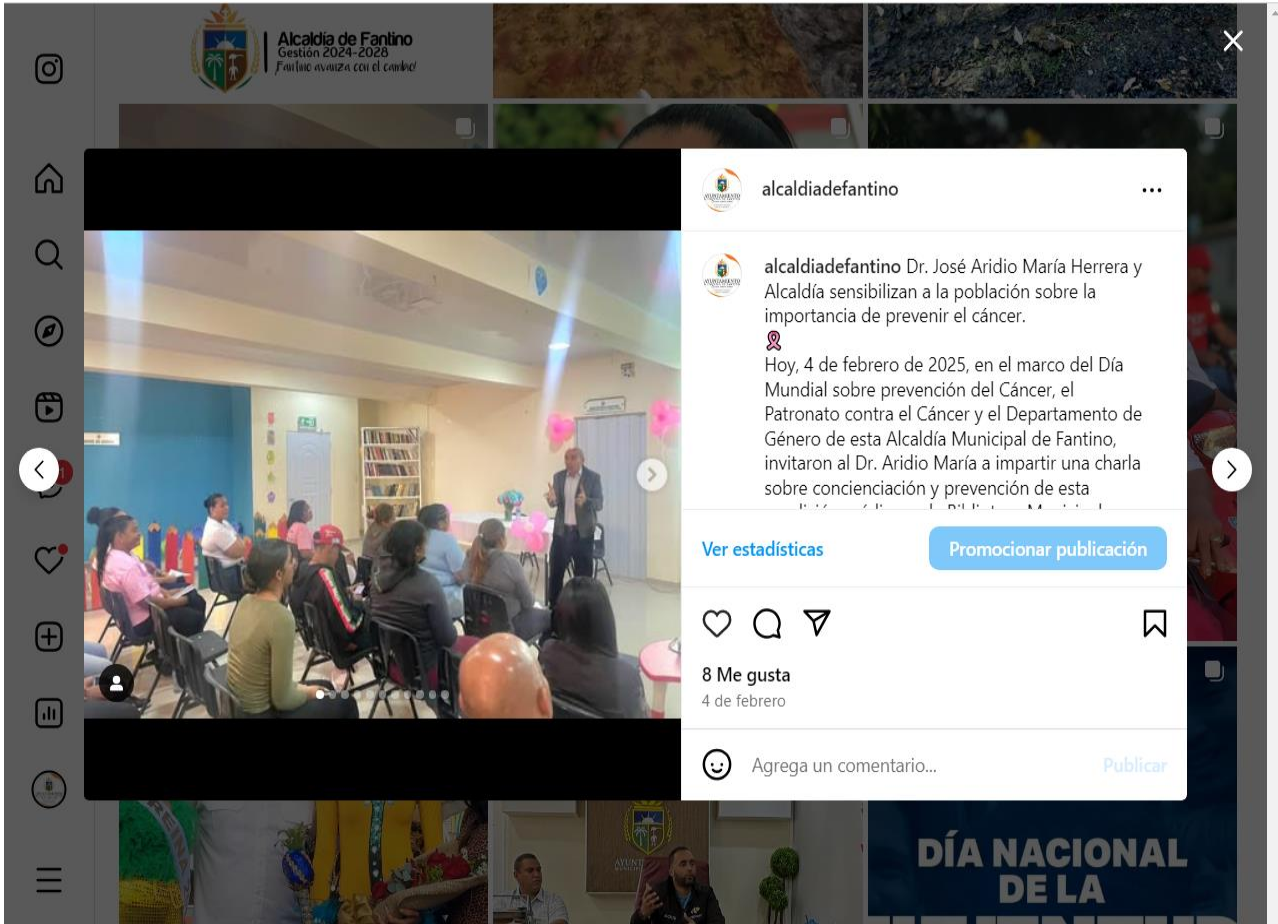 Alcaldía de Fantino
Gestión 2024-2028
¡Fantino avanza con el cambio!
alcaldiadefantino
alcaldiadefantino Dr. José Aridio María Herrera y
Alcaldía sensibilizan a la población sobre la
importancia de prevenir el cáncer.
Hoy, 4 de febrero de 2025, en el marco del Día
Mundial sobre prevención del Cáncer, el
Patronato contra el Cáncer y el Departamento de
Género de esta Alcaldía Municipal de Fantino,
invitaron al Dr. Aridio María a impartir una charla
sobre concienciación y prevención de esta
Ver estadísticas
Promocionar publicación
8 Me gusta
4 de febrero
Agrega un comentario...
Publicar
DÍA NACIONAL
DE LA